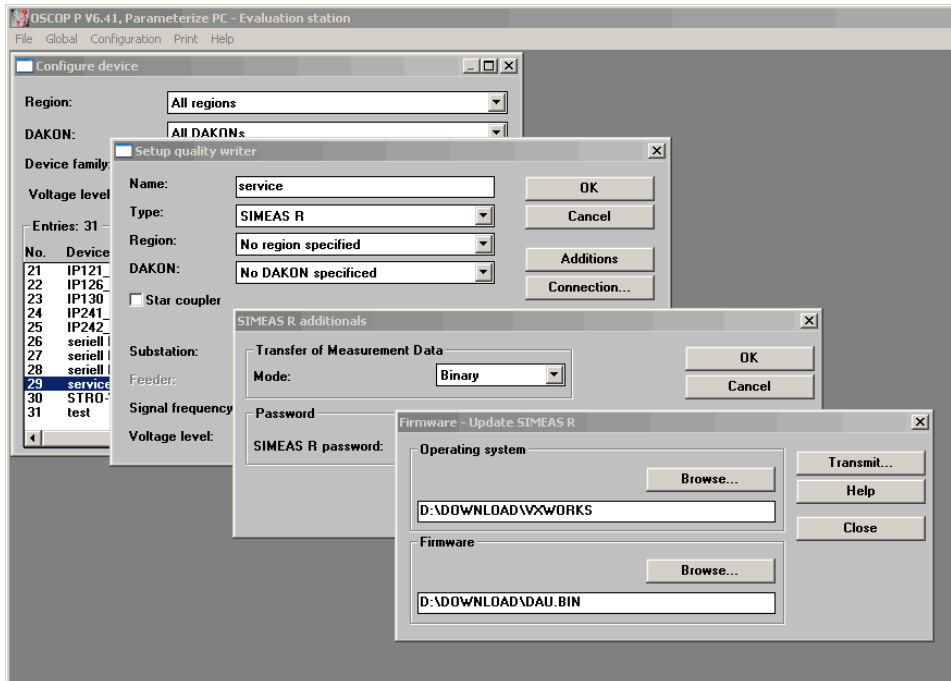 OSCOP P V6.41, Parameterize PC - Evaluation station
File Global Configuration Print Help
Configure device
Region: All regions
DAKON: All DAKONs
Device family:
Voltage level
Entries: 31
No. Device
21 IP121_
22 IP126_
23 IP130
24 IP241_
25 IP242_
26 seriell
27 seriell
28 seriell
29 service
30 STRO-
31 test
Setup quality writer
Name: service
Type: SIMEAS R
Region: No region specified
DAKON: No DAKON specificed
Star coupler
Substation:
Feeder:
Signal frequency
Voltage level:
OK
Cancel
Additions
Connection...
SIMEAS R additionals
Transfer of Measurement Data
Mode: Binary
Password
SIMEAS R password:
OK
Cancel
Firmware - Update SIMEAS R
Operating system
Browse...
D:\DOWNLOAD\VXWORKS
Firmware
Browse...
D:\DOWNLOAD\DAU.BIN
Transmit...
Help
Close